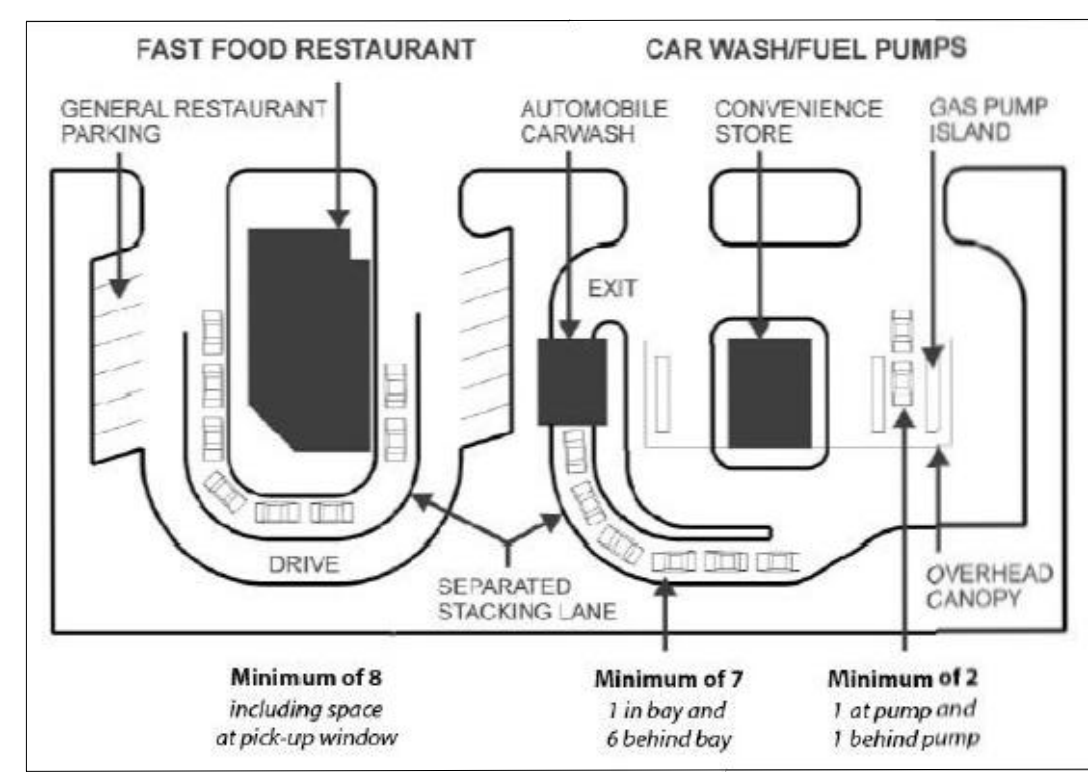 FAST FOOD RESTAURANT
CAR WASH/FUEL PUMPS
GENERAL RESTAURANT
PARKING
AUTOMOBILE
CARWASH
CONVENIENCE
STORE
GAS PUMP
ISLAND
EXIT
DRIVE
SEPARATED
STACKING LANE
OVERHEAD
CANOPY
Minimum of 8
including space
at pick-up window
Minimum of 7
1 in bay and
6 behind bay
Minimum of 2
1 at pump and
1 behind pump